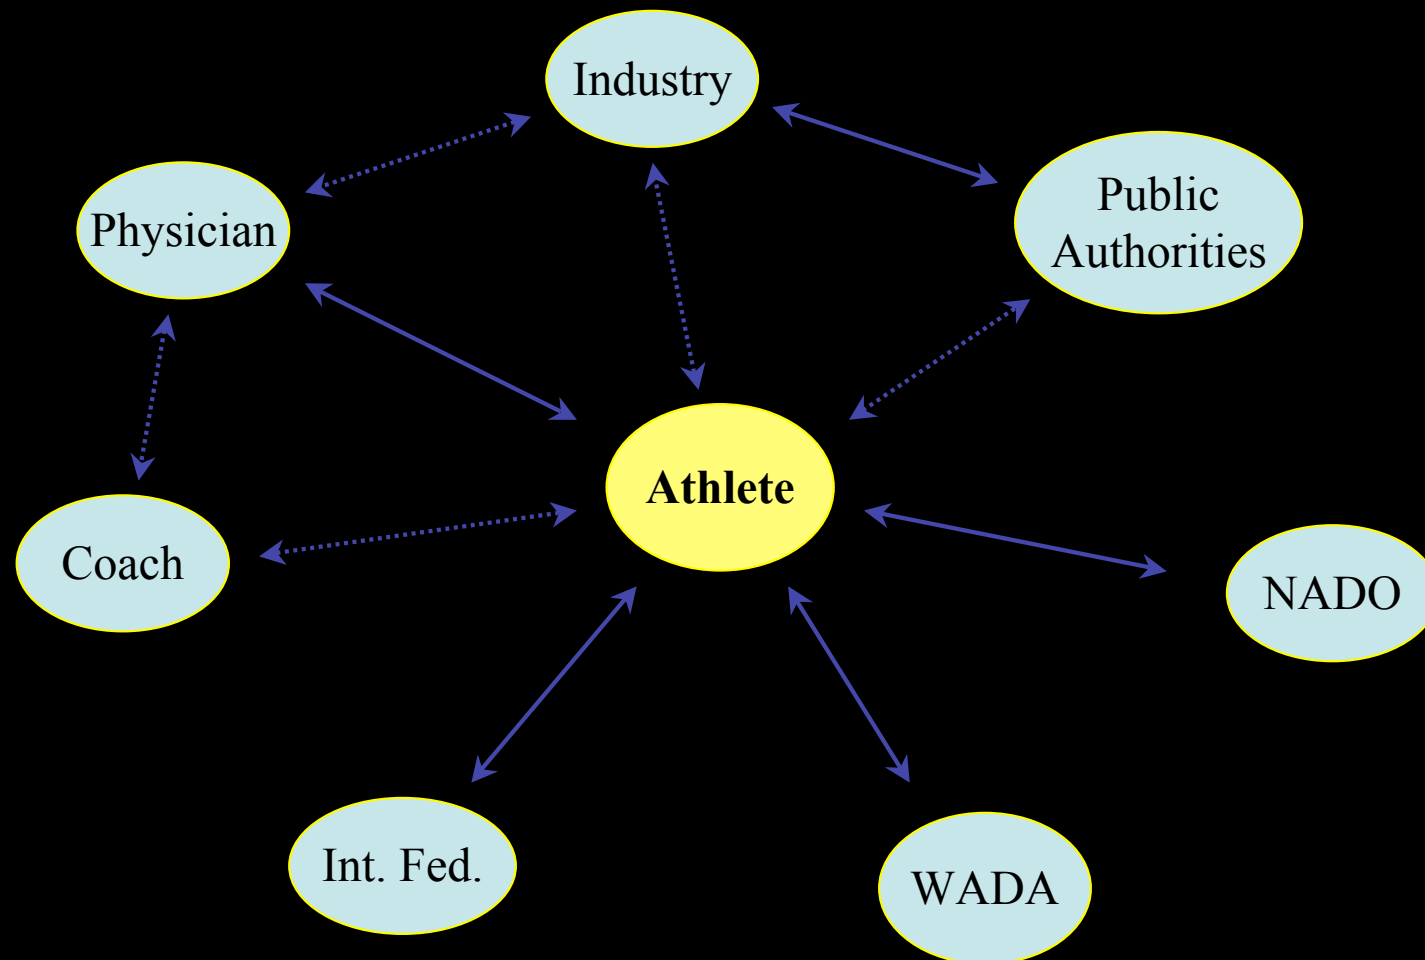 Industry
Public
Authorities
Physician
Athlete
Coach
NADO
Int. Fed.
WADA